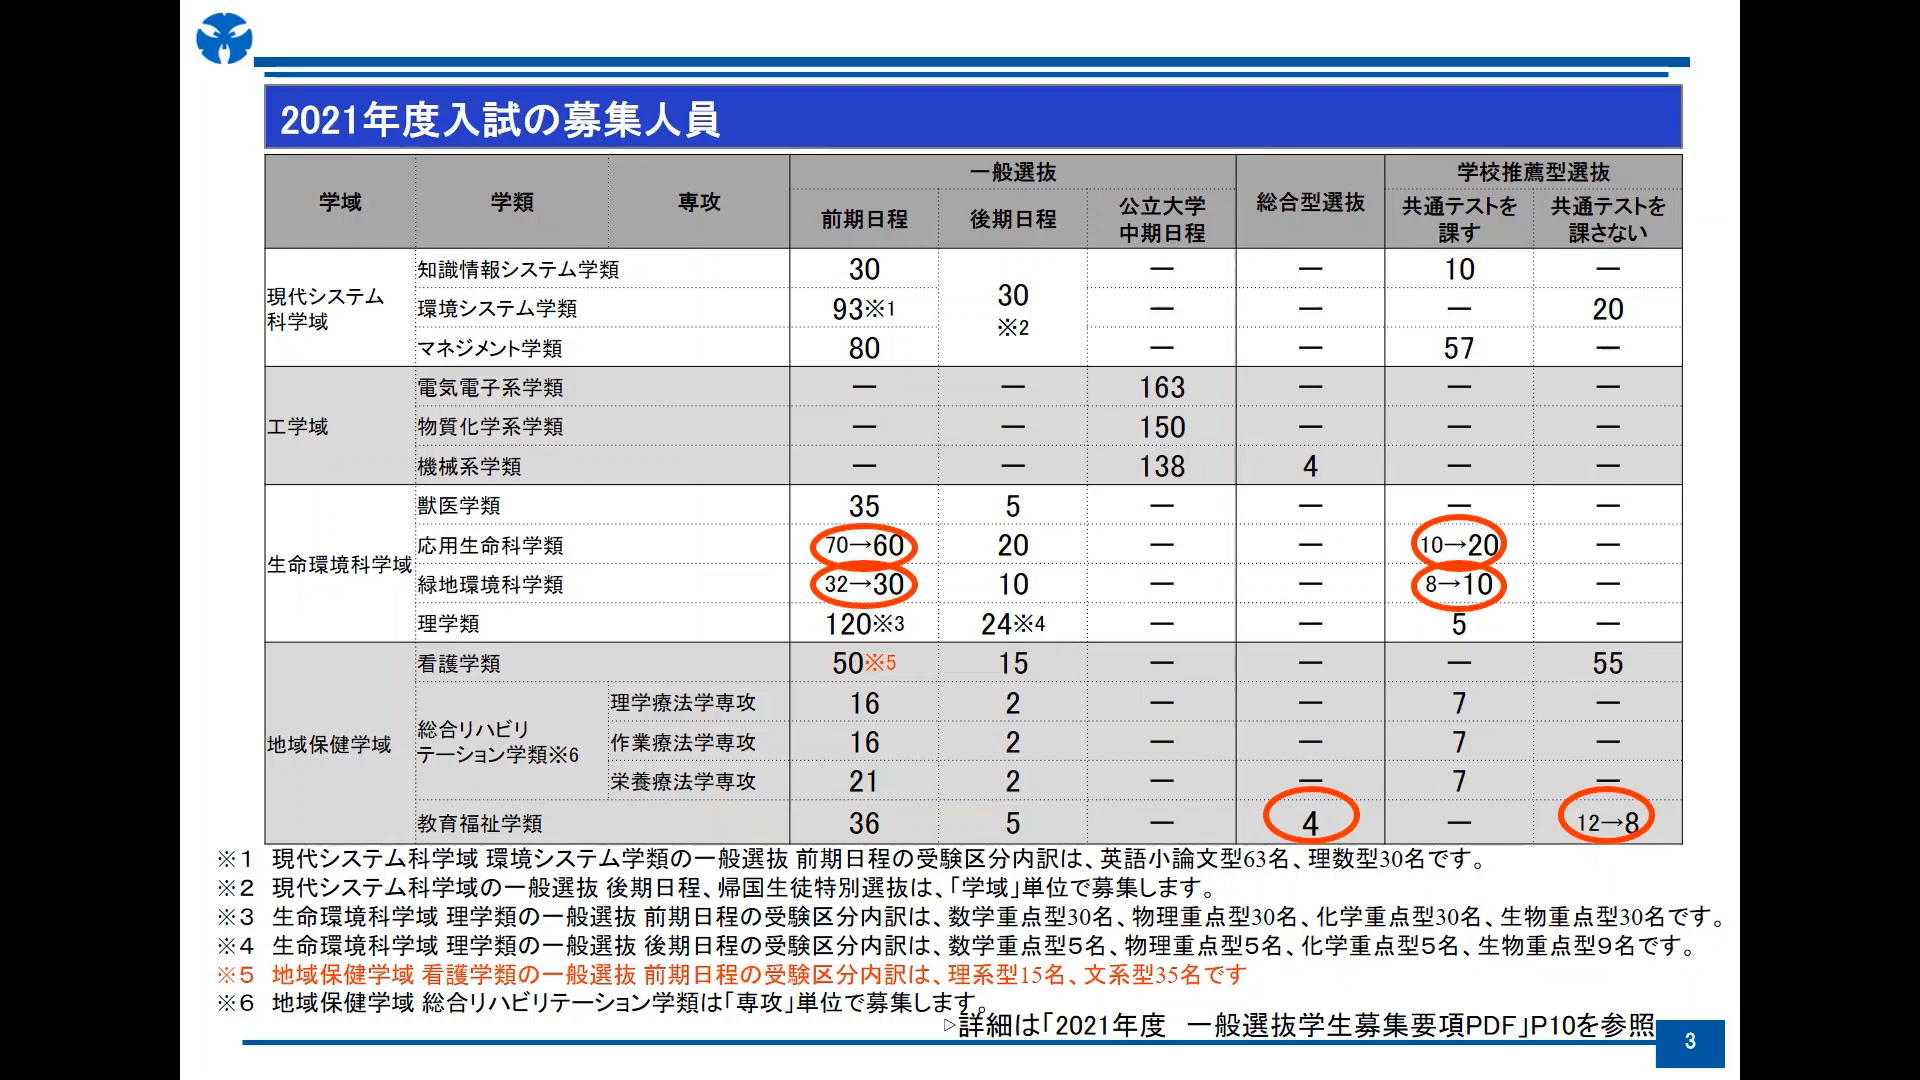 2021年度入試の募集人員
学域 学類 専攻 一般選抜 総合型選抜 学校推薦型選抜
前期日程 後期日程 公立大学中期日程 共通テストを課す 共通テストを課さない
現代システム科学域
知識情報システム学類 30 30※2 ー ー 10 ー
環境システム学類 93※1 ー ー ー 20
マネジメント学類 80 ー ー 57 ー
工学域
電気電子系学類 ー ー 163 ー ー ー
物質化学系学類 ー ー 150 ー ー ー
機械系学類 ー ー 138 4 ー ー
生命環境科学域
獣医学類 35 5 ー ー ー ー
応用生命科学類 70→60 20 ー ー 10→20 ー
緑地環境科学類 32→30 10 ー ー 8→10 ー
理学類 120※3 24※4 ー ー 5 ー
地域保健学域
看護学類 50※5 15 ー ー ー 55
総合リハビリテーション学類※6
理学療法学専攻 16 2 ー ー 7 ー
作業療法学専攻 16 2 ー ー 7 ー
栄養療法学専攻 21 2 ー ー 7 ー
教育福祉学類 36 5 ー 4 ー 12→8
※1 現代システム科学域 環境システム学類の一般選抜 前期日程の受験区分内訳は、英語小論文型63名、理数型30名です。
※2 現代システム科学域の一般選抜 後期日程、帰国生徒特別選抜は、「学域」単位で募集します。
※3 生命環境科学域 理学類の一般選抜 前期日程の受験区分内訳は、数学重点型30名、物理重点型30名、化学重点型30名、生物重点型30名です。
※4 生命環境科学域 理学類の一般選抜 後期日程の受験区分内訳は、数学重点型5名、物理重点型5名、化学重点型5名、生物重点型9名です。
※5 地域保健学域 看護学類の一般選抜 前期日程の受験区分内訳は、理系型15名、文系型35名です
※6 地域保健学域 総合リハビリテーション学類は「専攻」単位で募集します。
▷詳細は「2021年度 一般選抜学生募集要項PDF」P10を参照
3